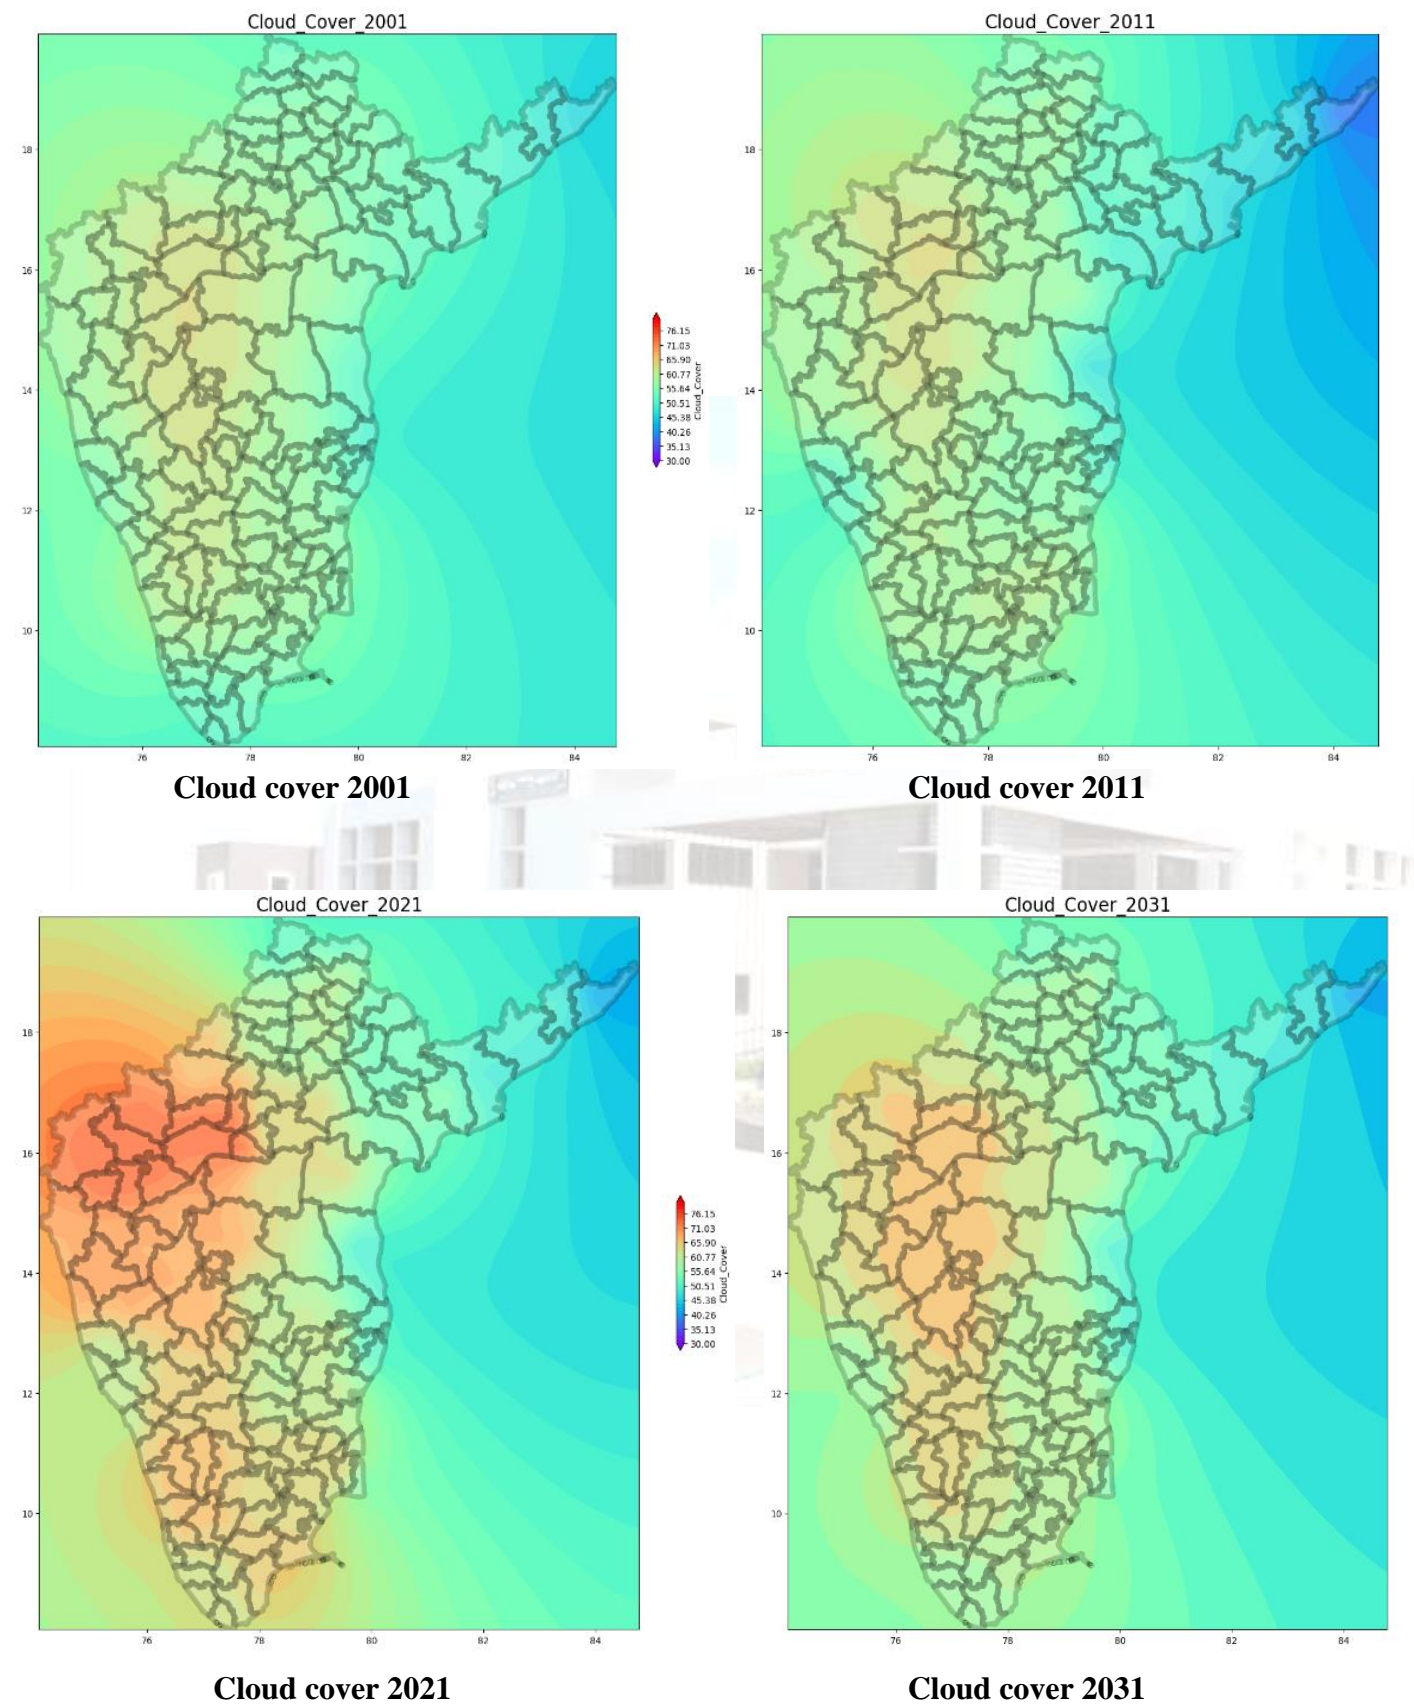 Cloud_Cover_2001
18
16
14
12
10
76 78 80 82 84
76.15
71.03
65.90
60.77
55.64
50.51
45.38
40.26
35.13
30.00
Cloud_Cover
Cloud cover 2001
Cloud_Cover_2011
18
16
14
12
10
76 78 80 82 84
Cloud cover 2011
Cloud_Cover_2021
18
16
14
12
10
76 78 80 82 84
76.15
71.03
65.90
60.77
55.64
50.51
45.38
40.26
35.13
30.00
Cloud_Cover
Cloud cover 2021
Cloud_Cover_2031
18
16
14
12
10
76 78 80 82 84
Cloud cover 2031